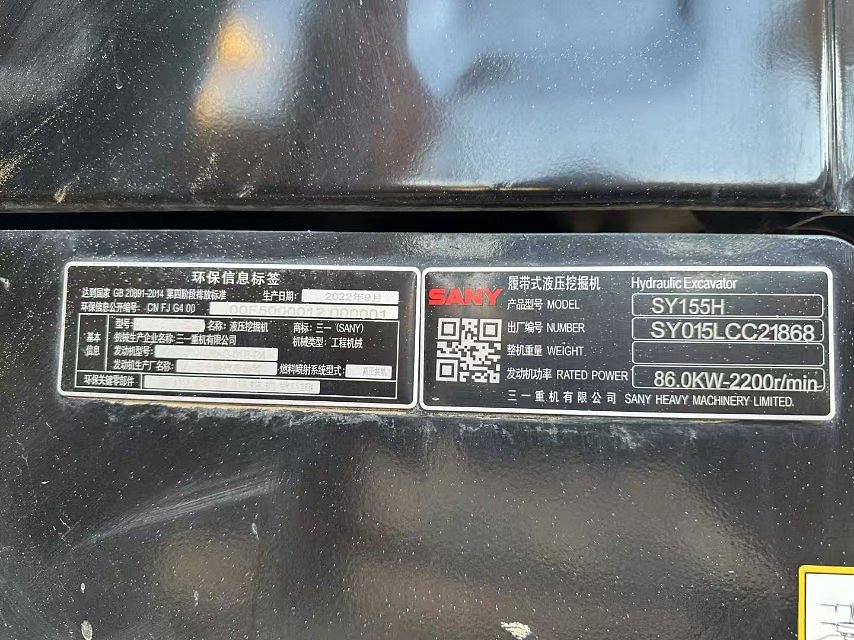 环保信息标签
达到国家 GB 20891-2014 第四阶段排放标准 生产日期: 2022年9月
环保信息公开编号: CN FJ G4 00
基本信息
型号: 名称: 液压挖掘机 商标: 三一 (SANY)
机械生产企业名称: 三一重机有限公司 机械类型: 工程机械
发动机型号:
发动机生产厂名称: 燃料喷射系统型式: 高压共轨
环保关键零部件
SANY
履带式液压挖掘机 Hydraulic Excavator
产品型号 MODEL SY155H
出厂编号 NUMBER SY015LCC21868
整机重量 WEIGHT
发动机功率 RATED POWER 86.0KW-2200r/min
三一重机有限公司 SANY HEAVY MACHINERY LIMITED.